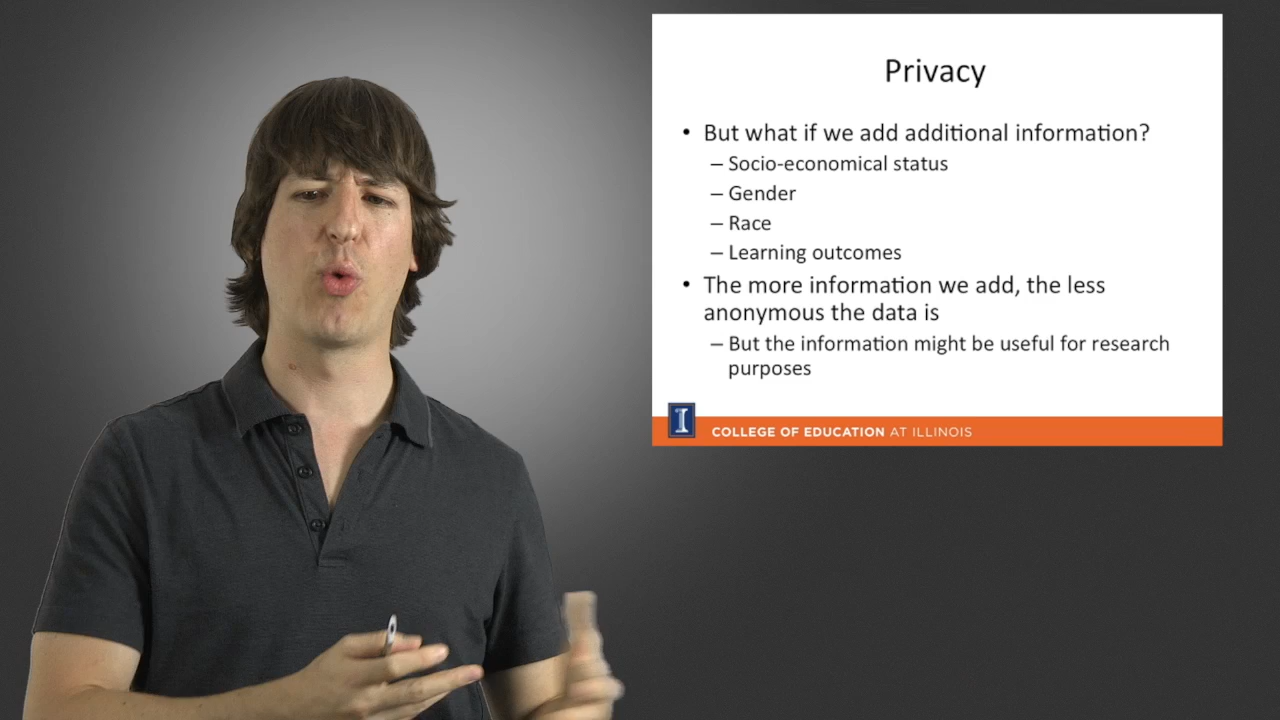 Privacy
• But what if we add additional information?
– Socio-economical status
– Gender
– Race
– Learning outcomes
• The more information we add, the less
anonymous the data is
– But the information might be useful for research
purposes
I COLLEGE OF EDUCATION AT ILLINOIS